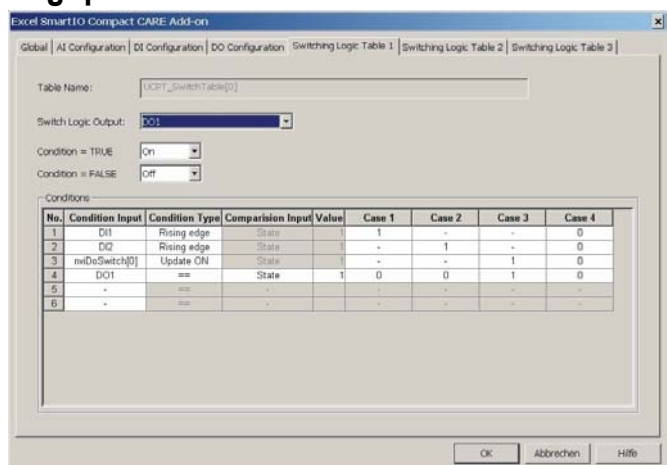 Excel SmartIO Compact CARE Add-on
Global AI Configuration DI Configuration DO Configuration Switching Logic Table 1 Switching Logic Table 2 Switching Logic Table 3
Table Name: UCPT_SwitchTable[0]
Switch Logic Output: DO1
Condition = TRUE On
Condition = FALSE Off
Conditions
No. Condition Input Condition Type Comparision Input Value Case 1 Case 2 Case 3 Case 4
1 DI1 Rising edge State 1 1 - - 0
2 DI2 Rising edge State 1 - 1 - 0
3 nviDoSwitch[0] Update ON State 1 - - 1 0
4 DO1 == State 1 0 0 1 0
5 - == - - - - -
6 - == - - - - -
OK Abbrechen Hilfe